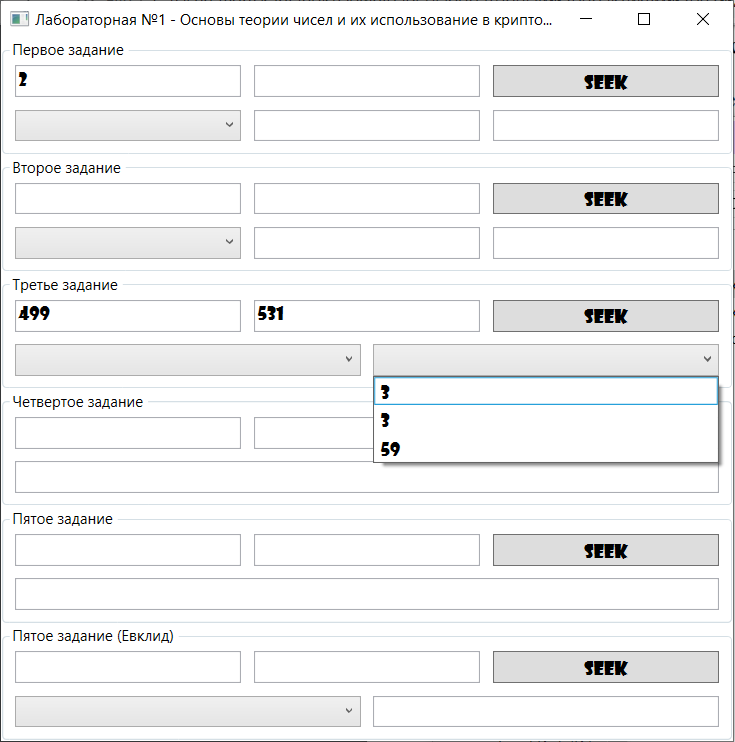 Лабораторная №1 - Основы теории чисел и их использование в крипто...
Первое задание
2 SEEK
Второе задание
SEEK
Третье задание
499 531 SEEK
3
Четвертое задание
3
59
Пятое задание
SEEK
Пятое задание (Евклид)
SEEK